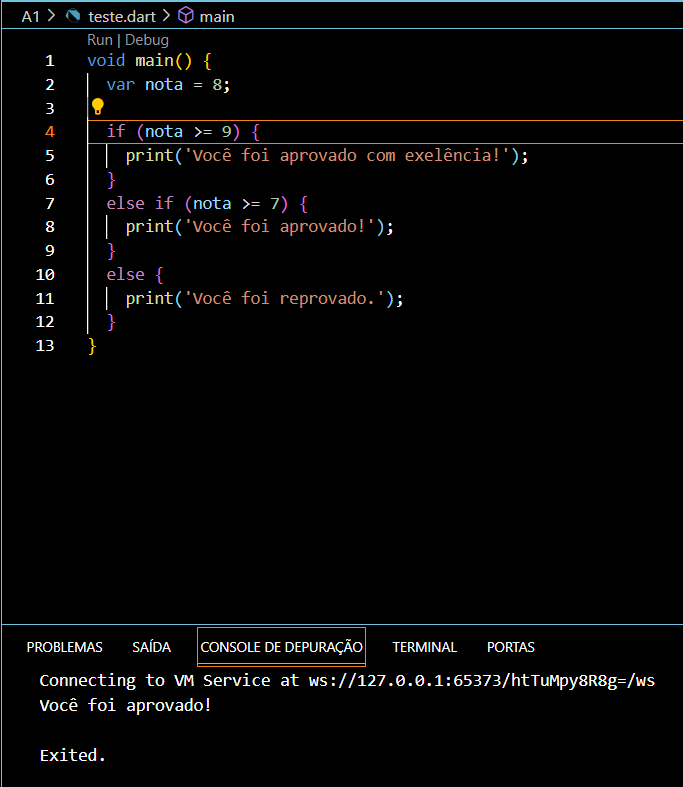 A1 > teste.dart > main
Run | Debug
1 void main() {
2 var nota = 8;
3
4 if (nota >= 9) {
5 print('Você foi aprovado com exelência!');
6 }
7 else if (nota >= 7) {
8 print('Você foi aprovado!');
9 }
10 else {
11 print('Você foi reprovado.');
12 }
13 }
PROBLEMAS SAÍDA CONSOLE DE DEPURAÇÃO TERMINAL PORTAS
Connecting to VM Service at ws://127.0.0.1:65373/htTuMpy8R8g=/ws
Você foi aprovado!
Exited.